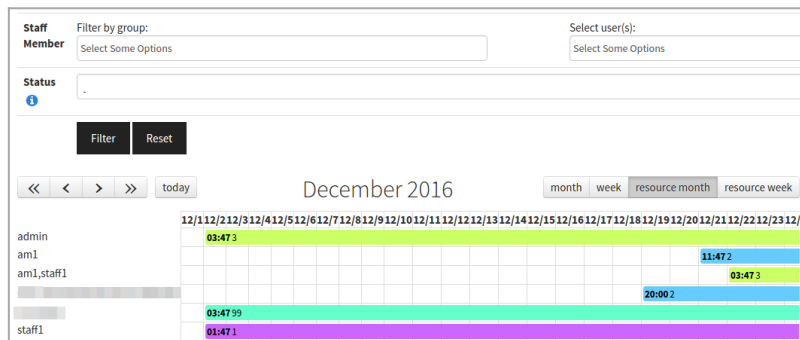 Staff Member
Filter by group:
Select user(s):
Select Some Options
Select Some Options
Status
-
Filter
Reset
today
December 2016
month
week
resource month
resource week
12/1 12/2 12/3 12/4 12/5 12/6 12/7 12/8 12/9 12/10 12/11 12/12 12/13 12/14 12/15 12/16 12/17 12/18 12/19 12/20 12/21 12/22 12/23 12/
admin
03:47 3
am1
11:47 2
am1,staff1
03:47 3
20:00 2
03:47 99
staff1
01:47 1